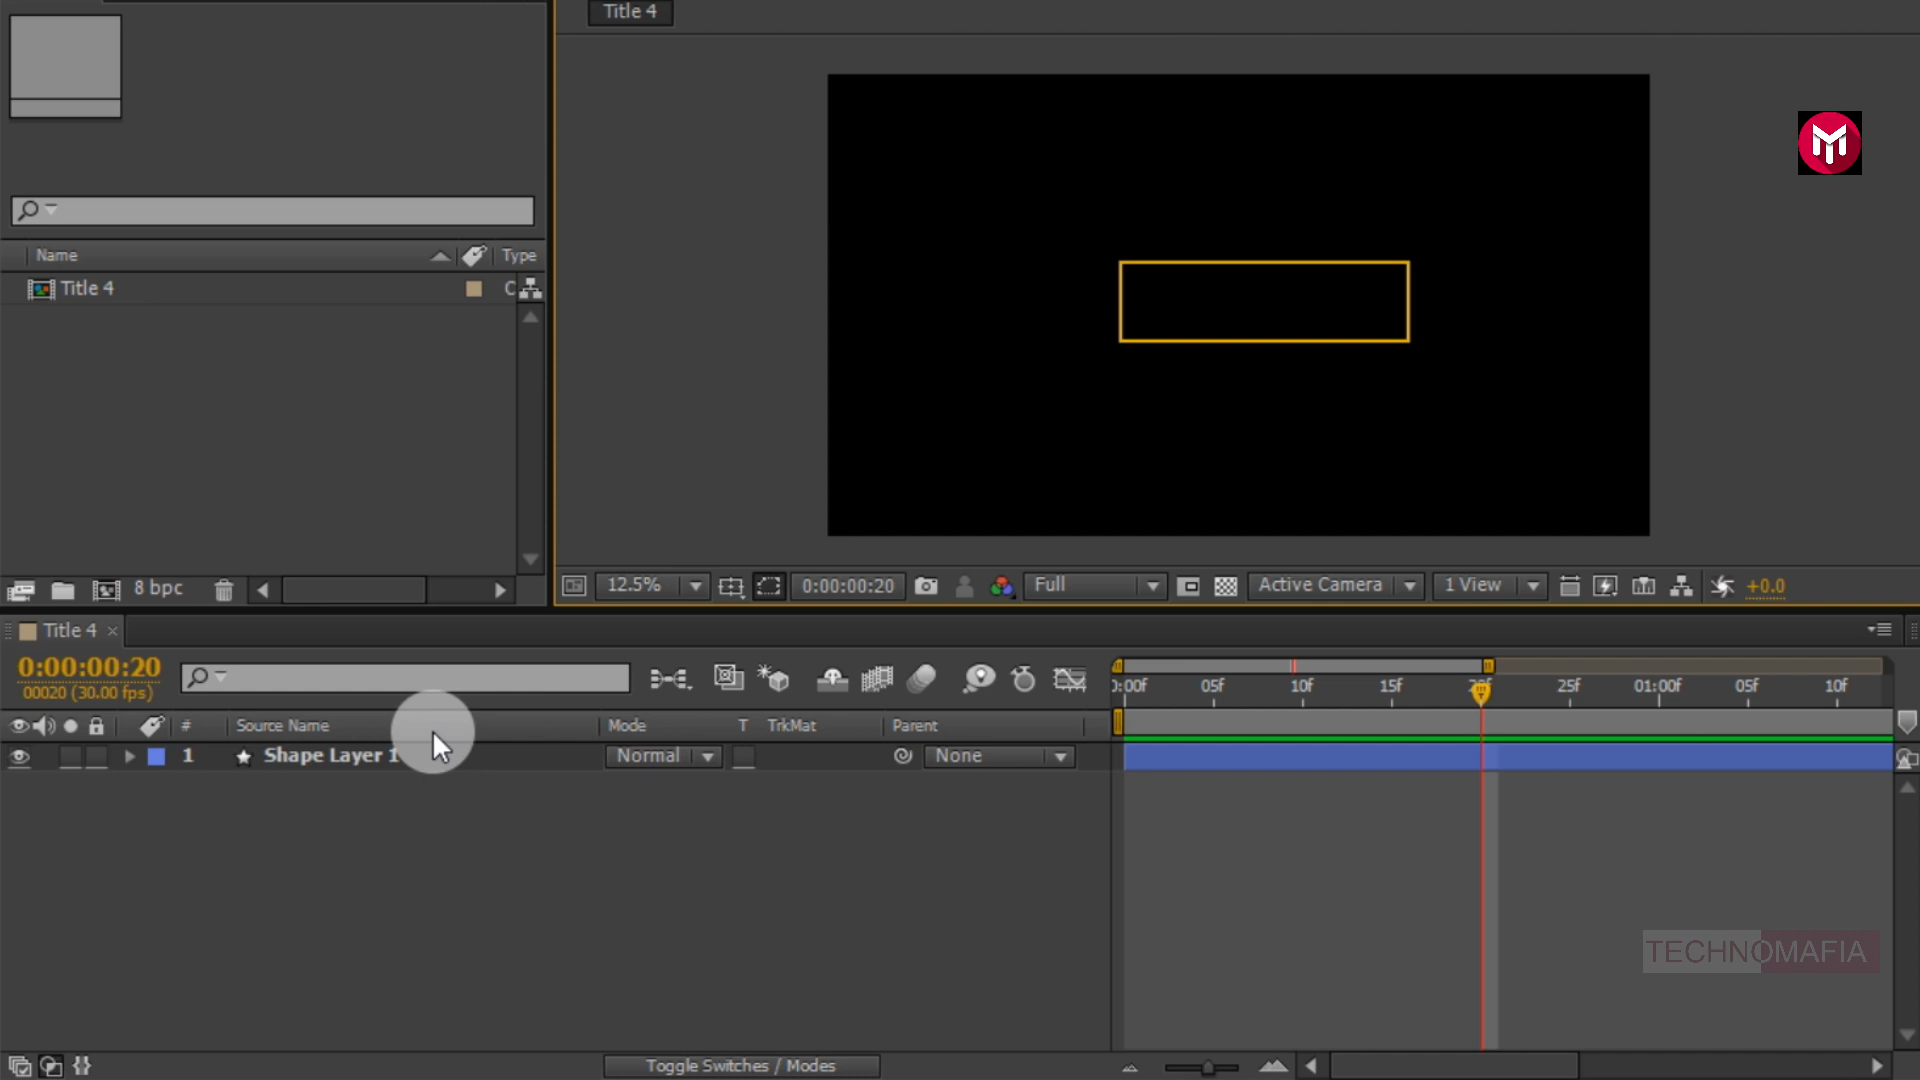 Title 4
Name
Type
Title 4
C
8 bpc
12.5%
0:00:00:20
Full
Active Camera
1 View
+0.0
Title 4
0:00:00:20
00020 (30.00 fps)
:00f 05f 10f 15f 20f 25f 01:00f 05f 10f
# Source Name Mode T TrkMat Parent
1 Shape Layer 1 Normal None
TECHNOMAFIA
Toggle Switches / Modes